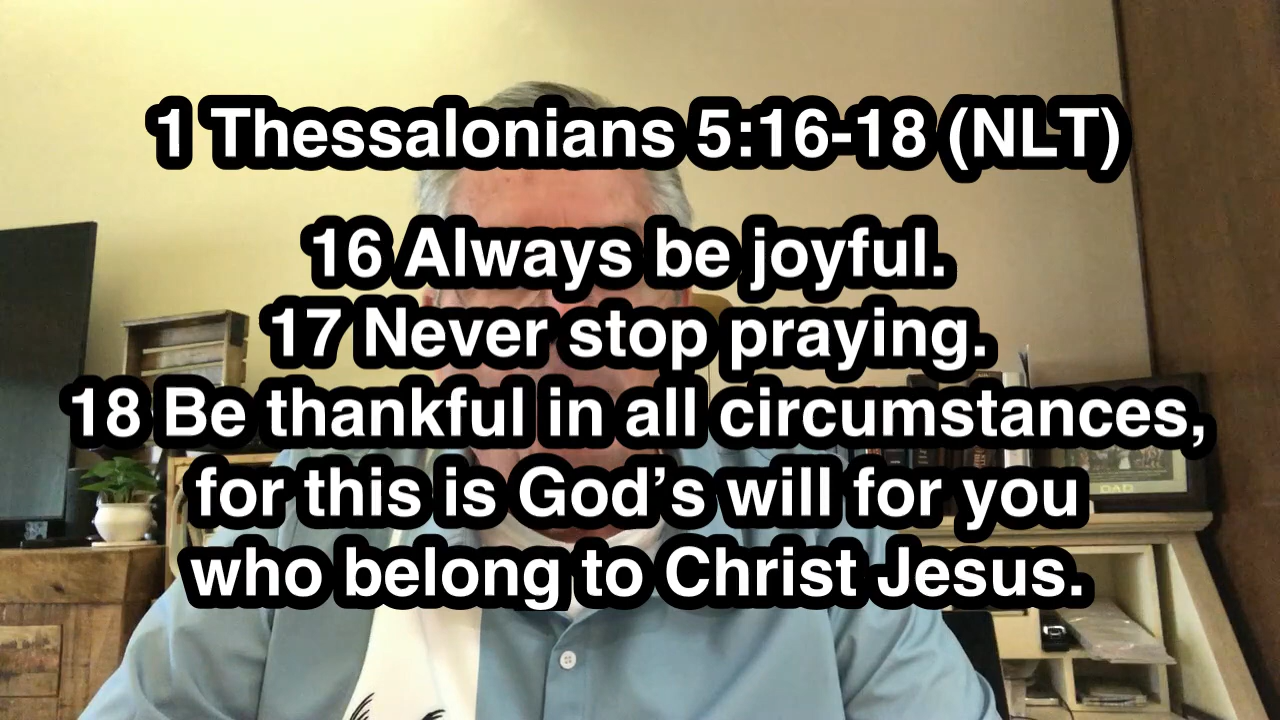 1 Thessalonians 5:16-18 (NLT)
16 Always be joyful.
17 Never stop praying.
18 Be thankful in all circumstances,
for this is God’s will for you
who belong to Christ Jesus.
DAD